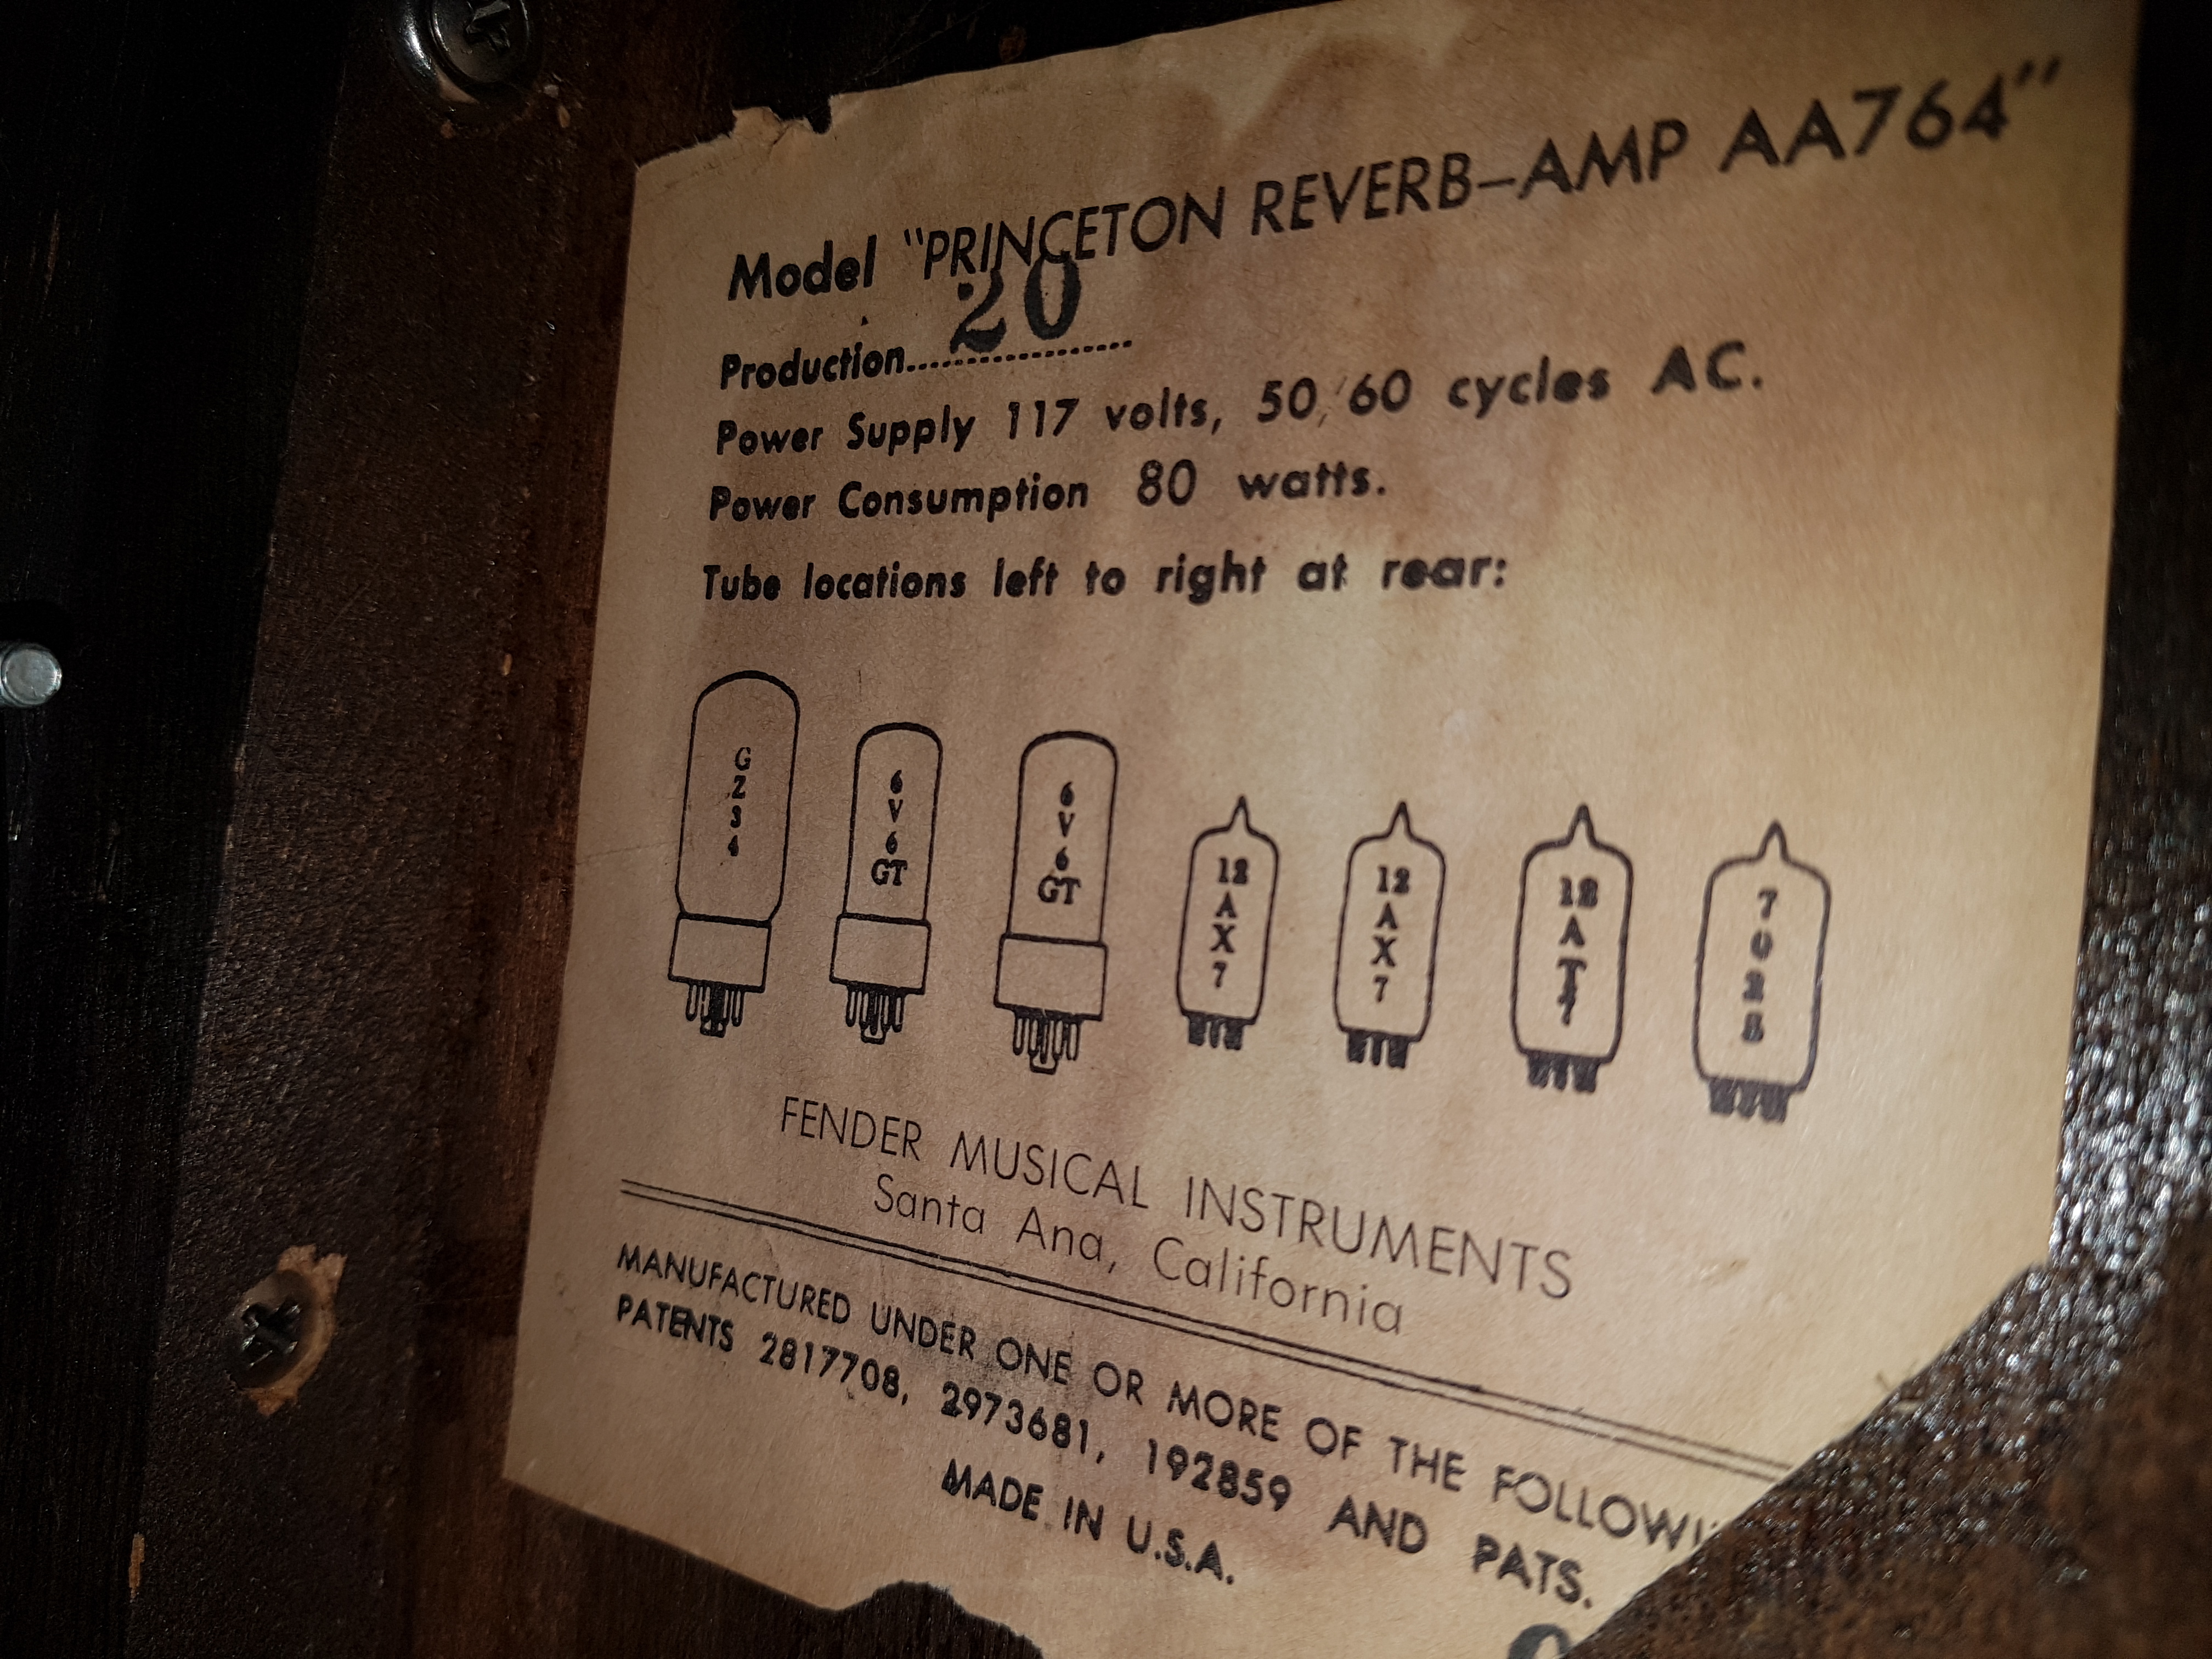 Model "PRINCETON REVERB-AMP AA764"
Production.................20
Power Supply 117 volts, 50/60 cycles AC.
Power Consumption 80 watts.
Tube locations left to right at rear:
GZ34 6V6GT 6V6GT 12AX7 12AX7 12AT7 7025
FENDER MUSICAL INSTRUMENTS
Santa Ana, California
MANUFACTURED UNDER ONE OR MORE OF THE
PATENTS 2817708, 2973681, 192859 AND PATS.
MADE IN U.S.A.